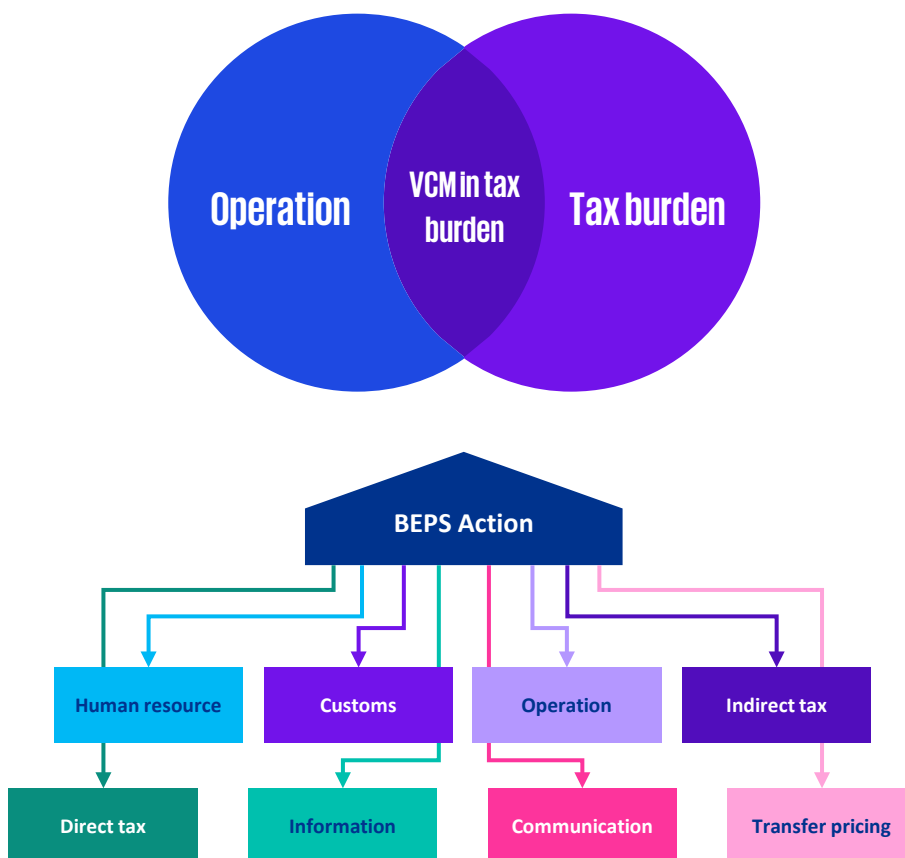 Operation
VCM in tax
burden
Tax burden
BEPS Action
Human resource
Customs
Operation
Indirect tax
Direct tax
Information
Communication
Transfer pricing